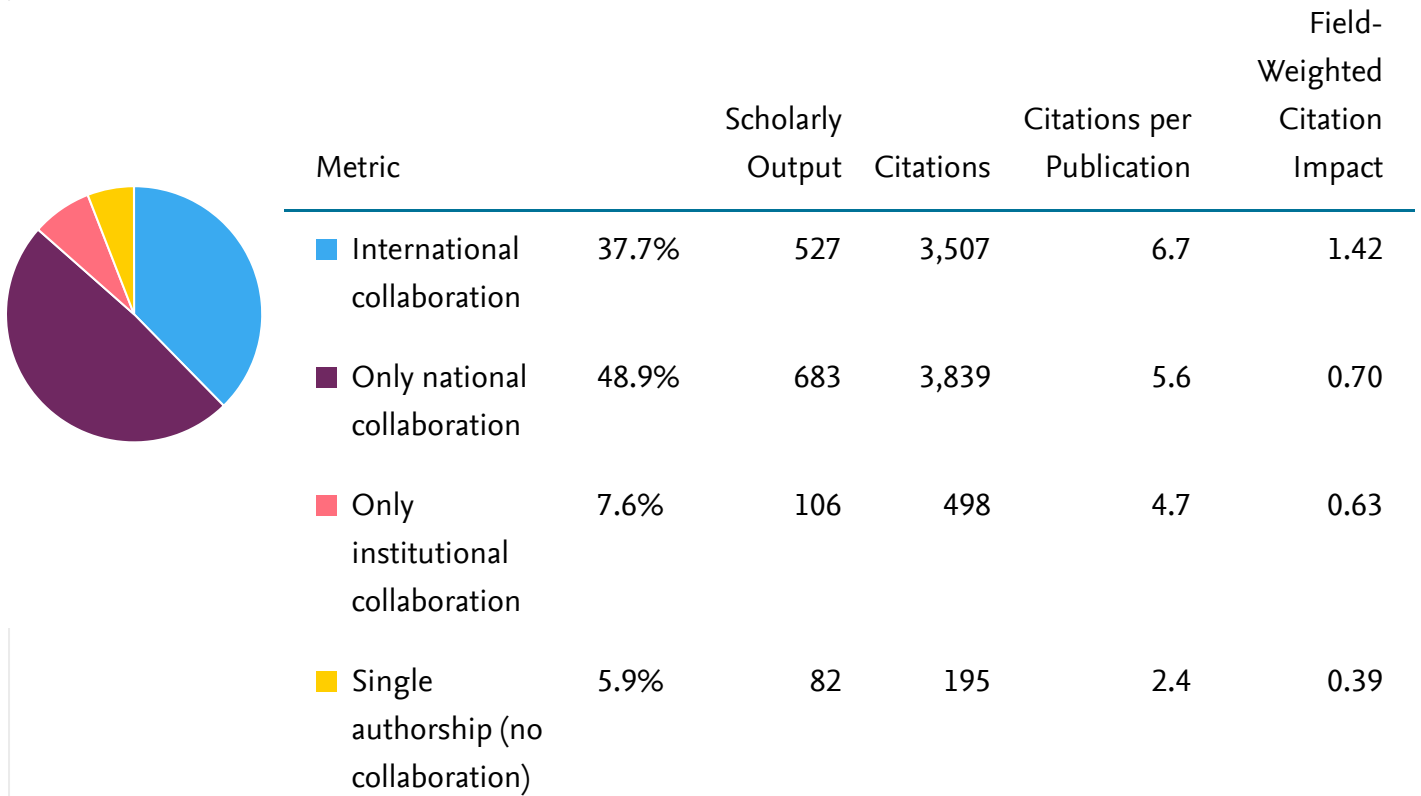 Field-
Weighted
Scholarly Citations per Citation
Metric Output Citations Publication Impact
International 37.7% 527 3,507 6.7 1.42
collaboration
Only national 48.9% 683 3,839 5.6 0.70
collaboration
Only 7.6% 106 498 4.7 0.63
institutional
collaboration
Single 5.9% 82 195 2.4 0.39
authorship (no
collaboration)